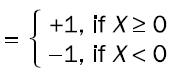 = { +1, if X ≥ 0
−1, if X < 0